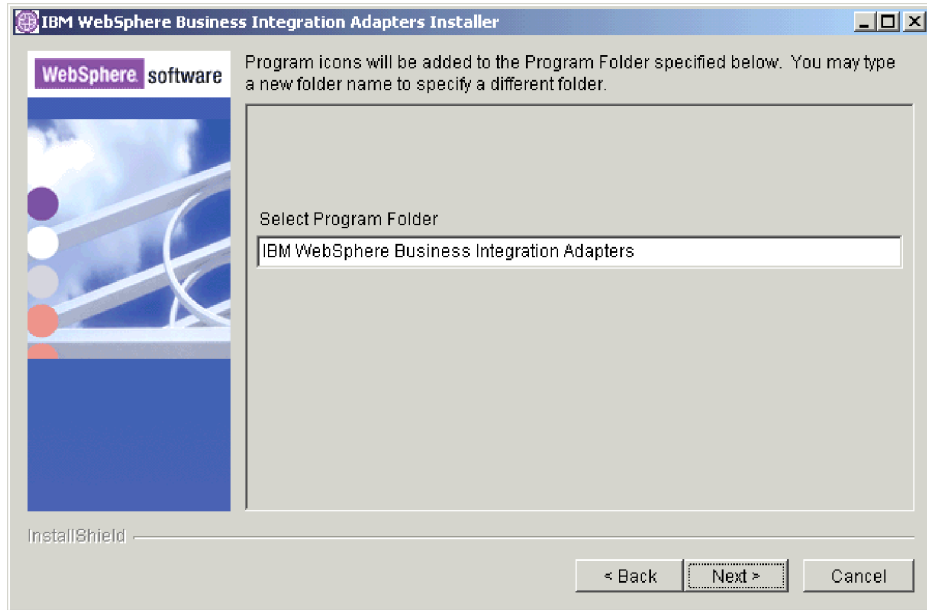 IBM WebSphere Business Integration Adapters Installer
WebSphere software
Program icons will be added to the Program Folder specified below. You may type
a new folder name to specify a different folder.
Select Program Folder
IBM WebSphere Business Integration Adapters
InstallShield
< Back
Next >
Cancel